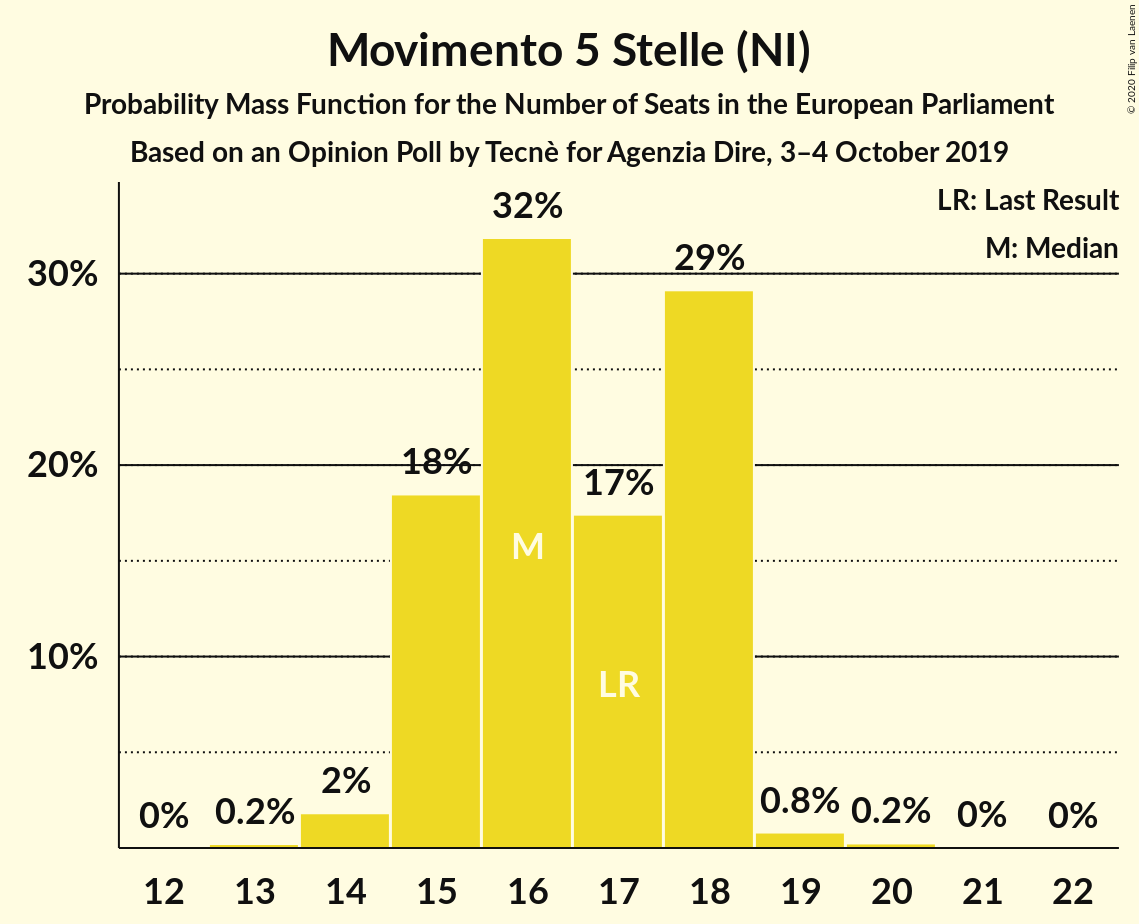 Movimento 5 Stelle (NI)
Probability Mass Function for the Number of Seats in the European Parliament
Based on an Opinion Poll by Tecnè for Agenzia Dire, 3–4 October 2019
© 2020 Filip van Laenen
LR: Last Result
M: Median
30%
20%
10%
0%
0.2%
2%
18%
32%
17%
29%
0.8%
0.2%
0%
0%
M
LR
12 13 14 15 16 17 18 19 20 21 22